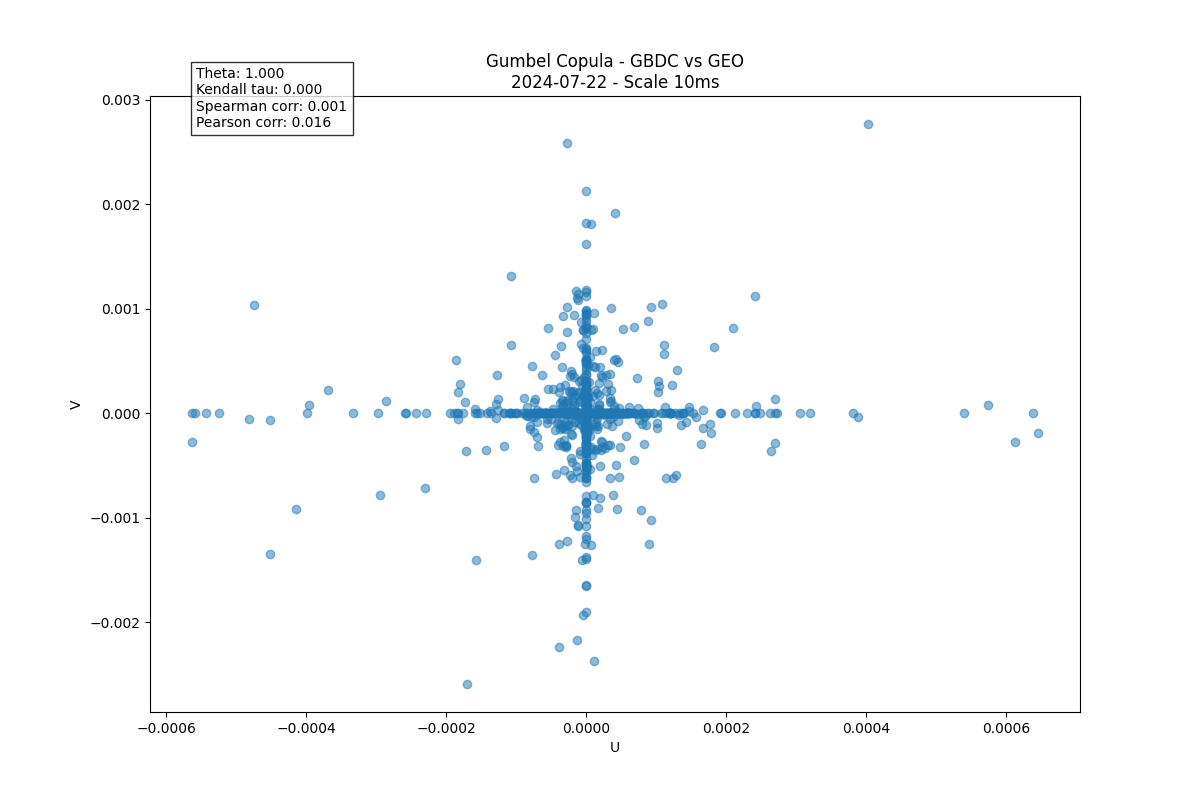 Gumbel Copula - GBDC vs GEO
2024-07-22 - Scale 10ms
Theta: 1.000
Kendall tau: 0.000
Spearman corr: 0.001
Pearson corr: 0.016
0.003
0.002
0.001
0.000
−0.001
−0.002
V
−0.0006 −0.0004 −0.0002 0.0000 0.0002 0.0004 0.0006
U